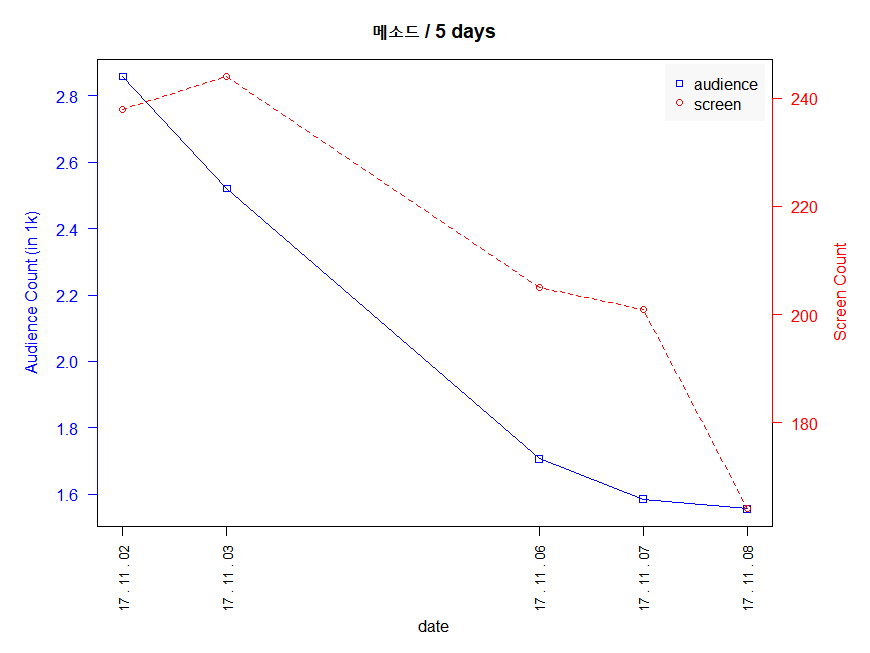 메소드 / 5 days
audience
screen
Audience Count (in 1k)
2.8
2.6
2.4
2.2
2.0
1.8
1.6
240
220
200
180
Screen Count
17 . 11 . 02
17 . 11 . 03
17 . 11 . 06
17 . 11 . 07
17 . 11 . 08
date